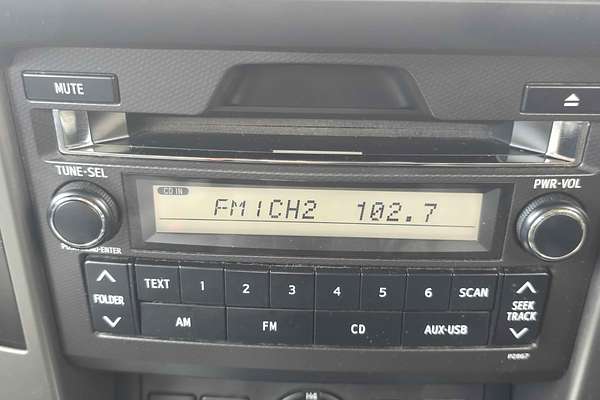 MUTE
TUNE•SEL
PWR•VOL
CD IN
FM1CH2 102.7
FOLDER
TEXT 1 2 3 4 5 6 SCAN
SEEK
TRACK
AM FM CD AUX•USB
P2867